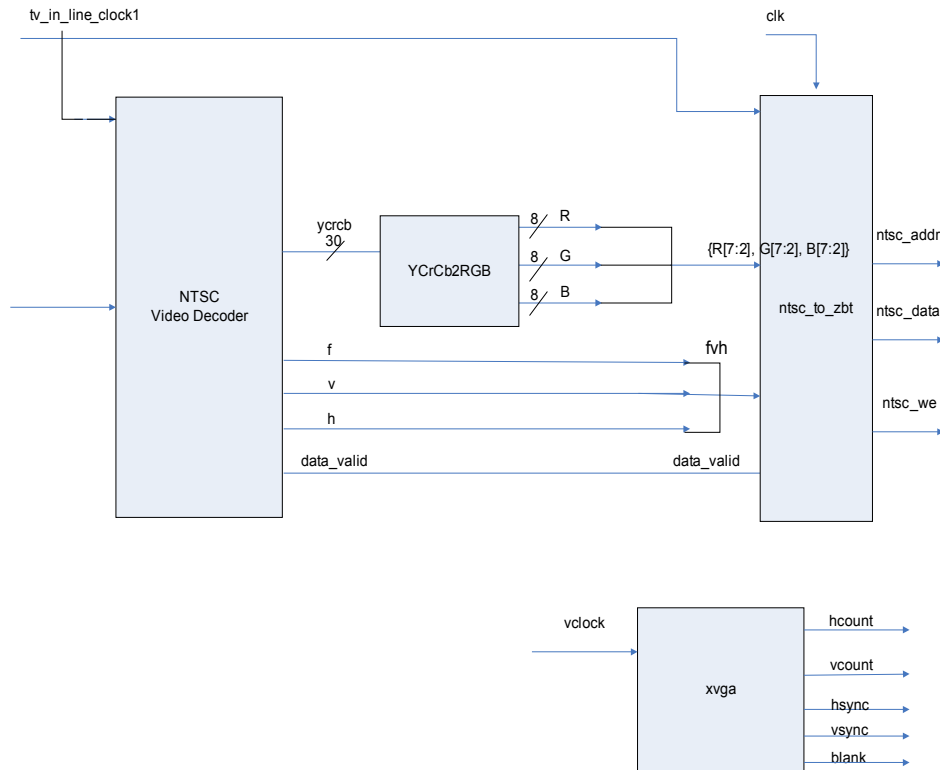 tv_in_line_clock1
clk
ycrcb
30
8
R
8
G
8
B
YCrCb2RGB
{R[7:2], G[7:2], B[7:2]}
ntsc_addr
NTSC
Video Decoder
ntsc_to_zbt
ntsc_data
f
fvh
v
ntsc_we
h
data_valid
data_valid
vclock
hcount
vcount
xvga
hsync
vsync
blank